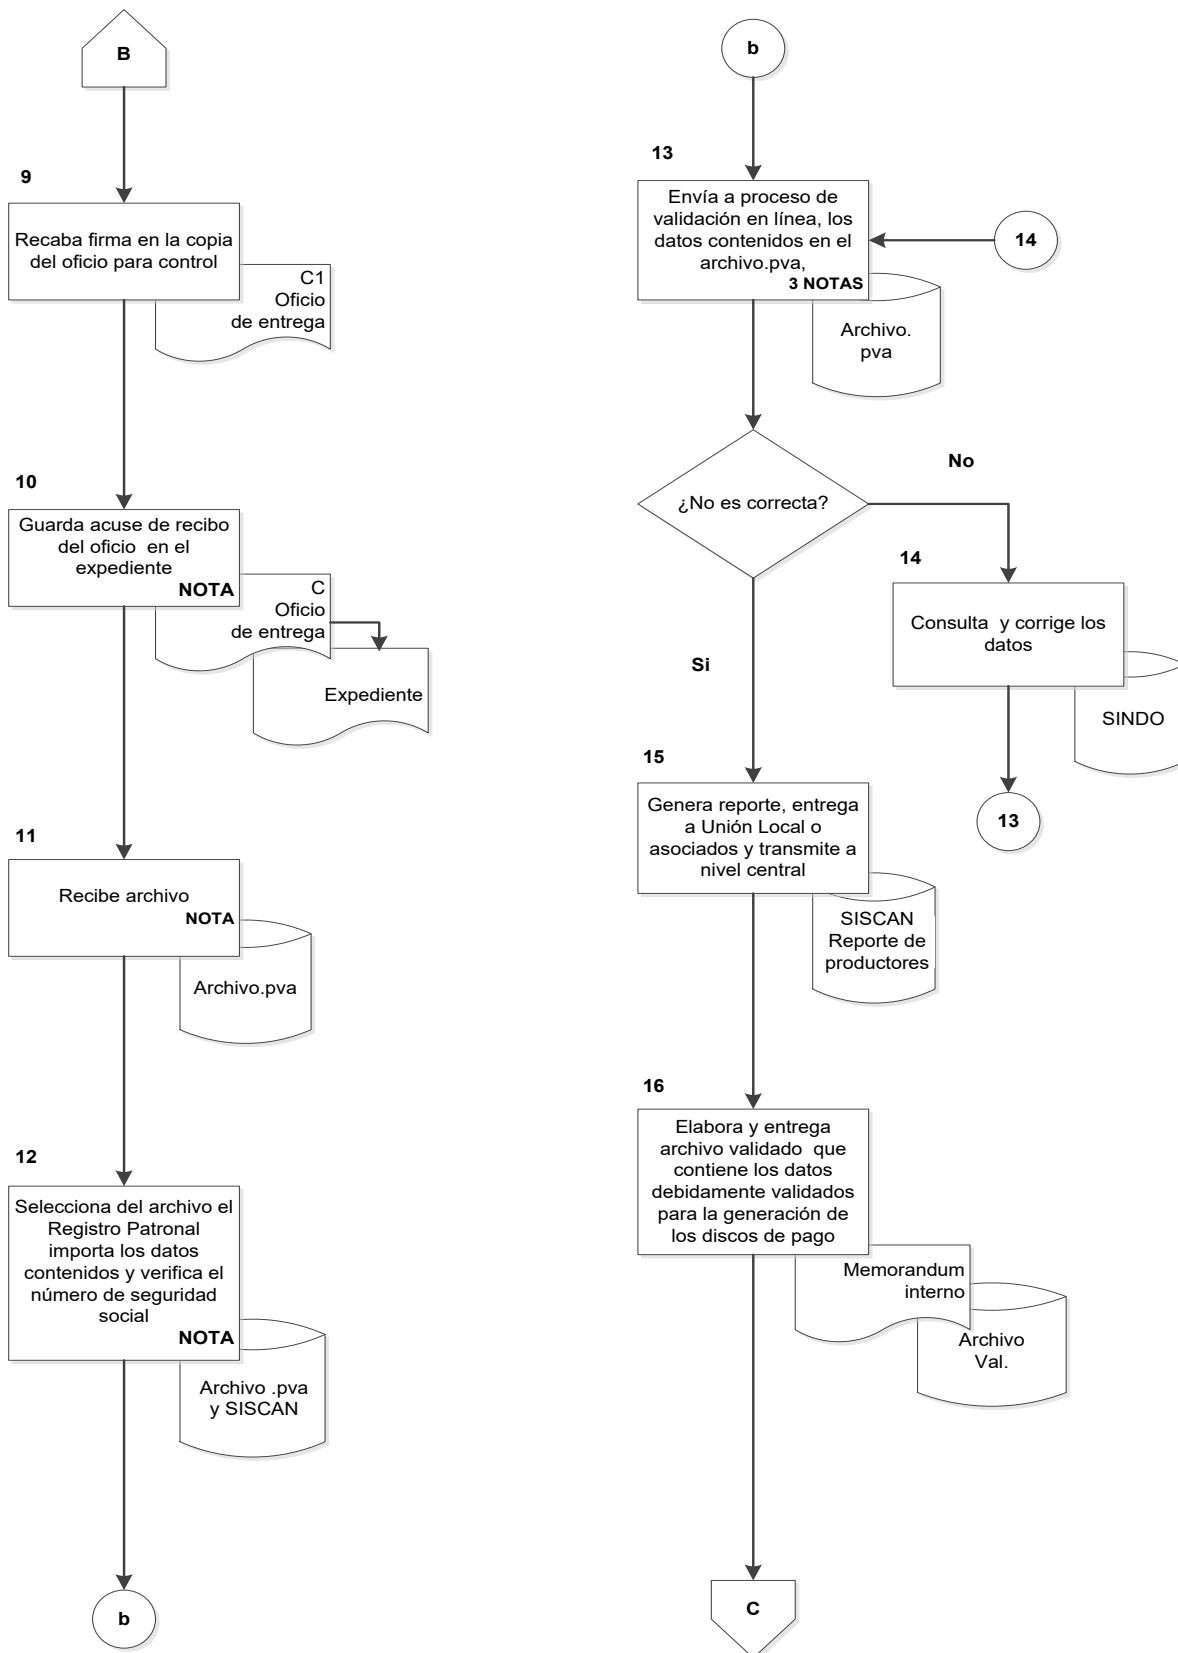 B
9
Recaba firma en la copia
del oficio para control
C1
Oficio
de entrega
10
Guarda acuse de recibo
del oficio en el
expediente
NOTA
C
Oficio
de entrega
Expediente
11
Recibe archivo
NOTA
Archivo.pva
12
Selecciona del archivo el
Registro Patronal
importa los datos
contenidos y verifica el
número de seguridad
social
NOTA
Archivo .pva
y SISCAN
b
b
13
Envía a proceso de
validación en línea, los
datos contenidos en el
archivo.pva,
3 NOTAS
14
Archivo.
pva
¿No es correcta?
No
14
Consulta y corrige los
datos
SINDO
13
Si
15
Genera reporte, entrega
a Unión Local o
asociados y transmite a
nivel central
SISCAN
Reporte de
productores
16
Elabora y entrega
archivo validado que
contiene los datos
debidamente validados
para la generación de
los discos de pago
Memorandum
interno
Archivo
Val.
C